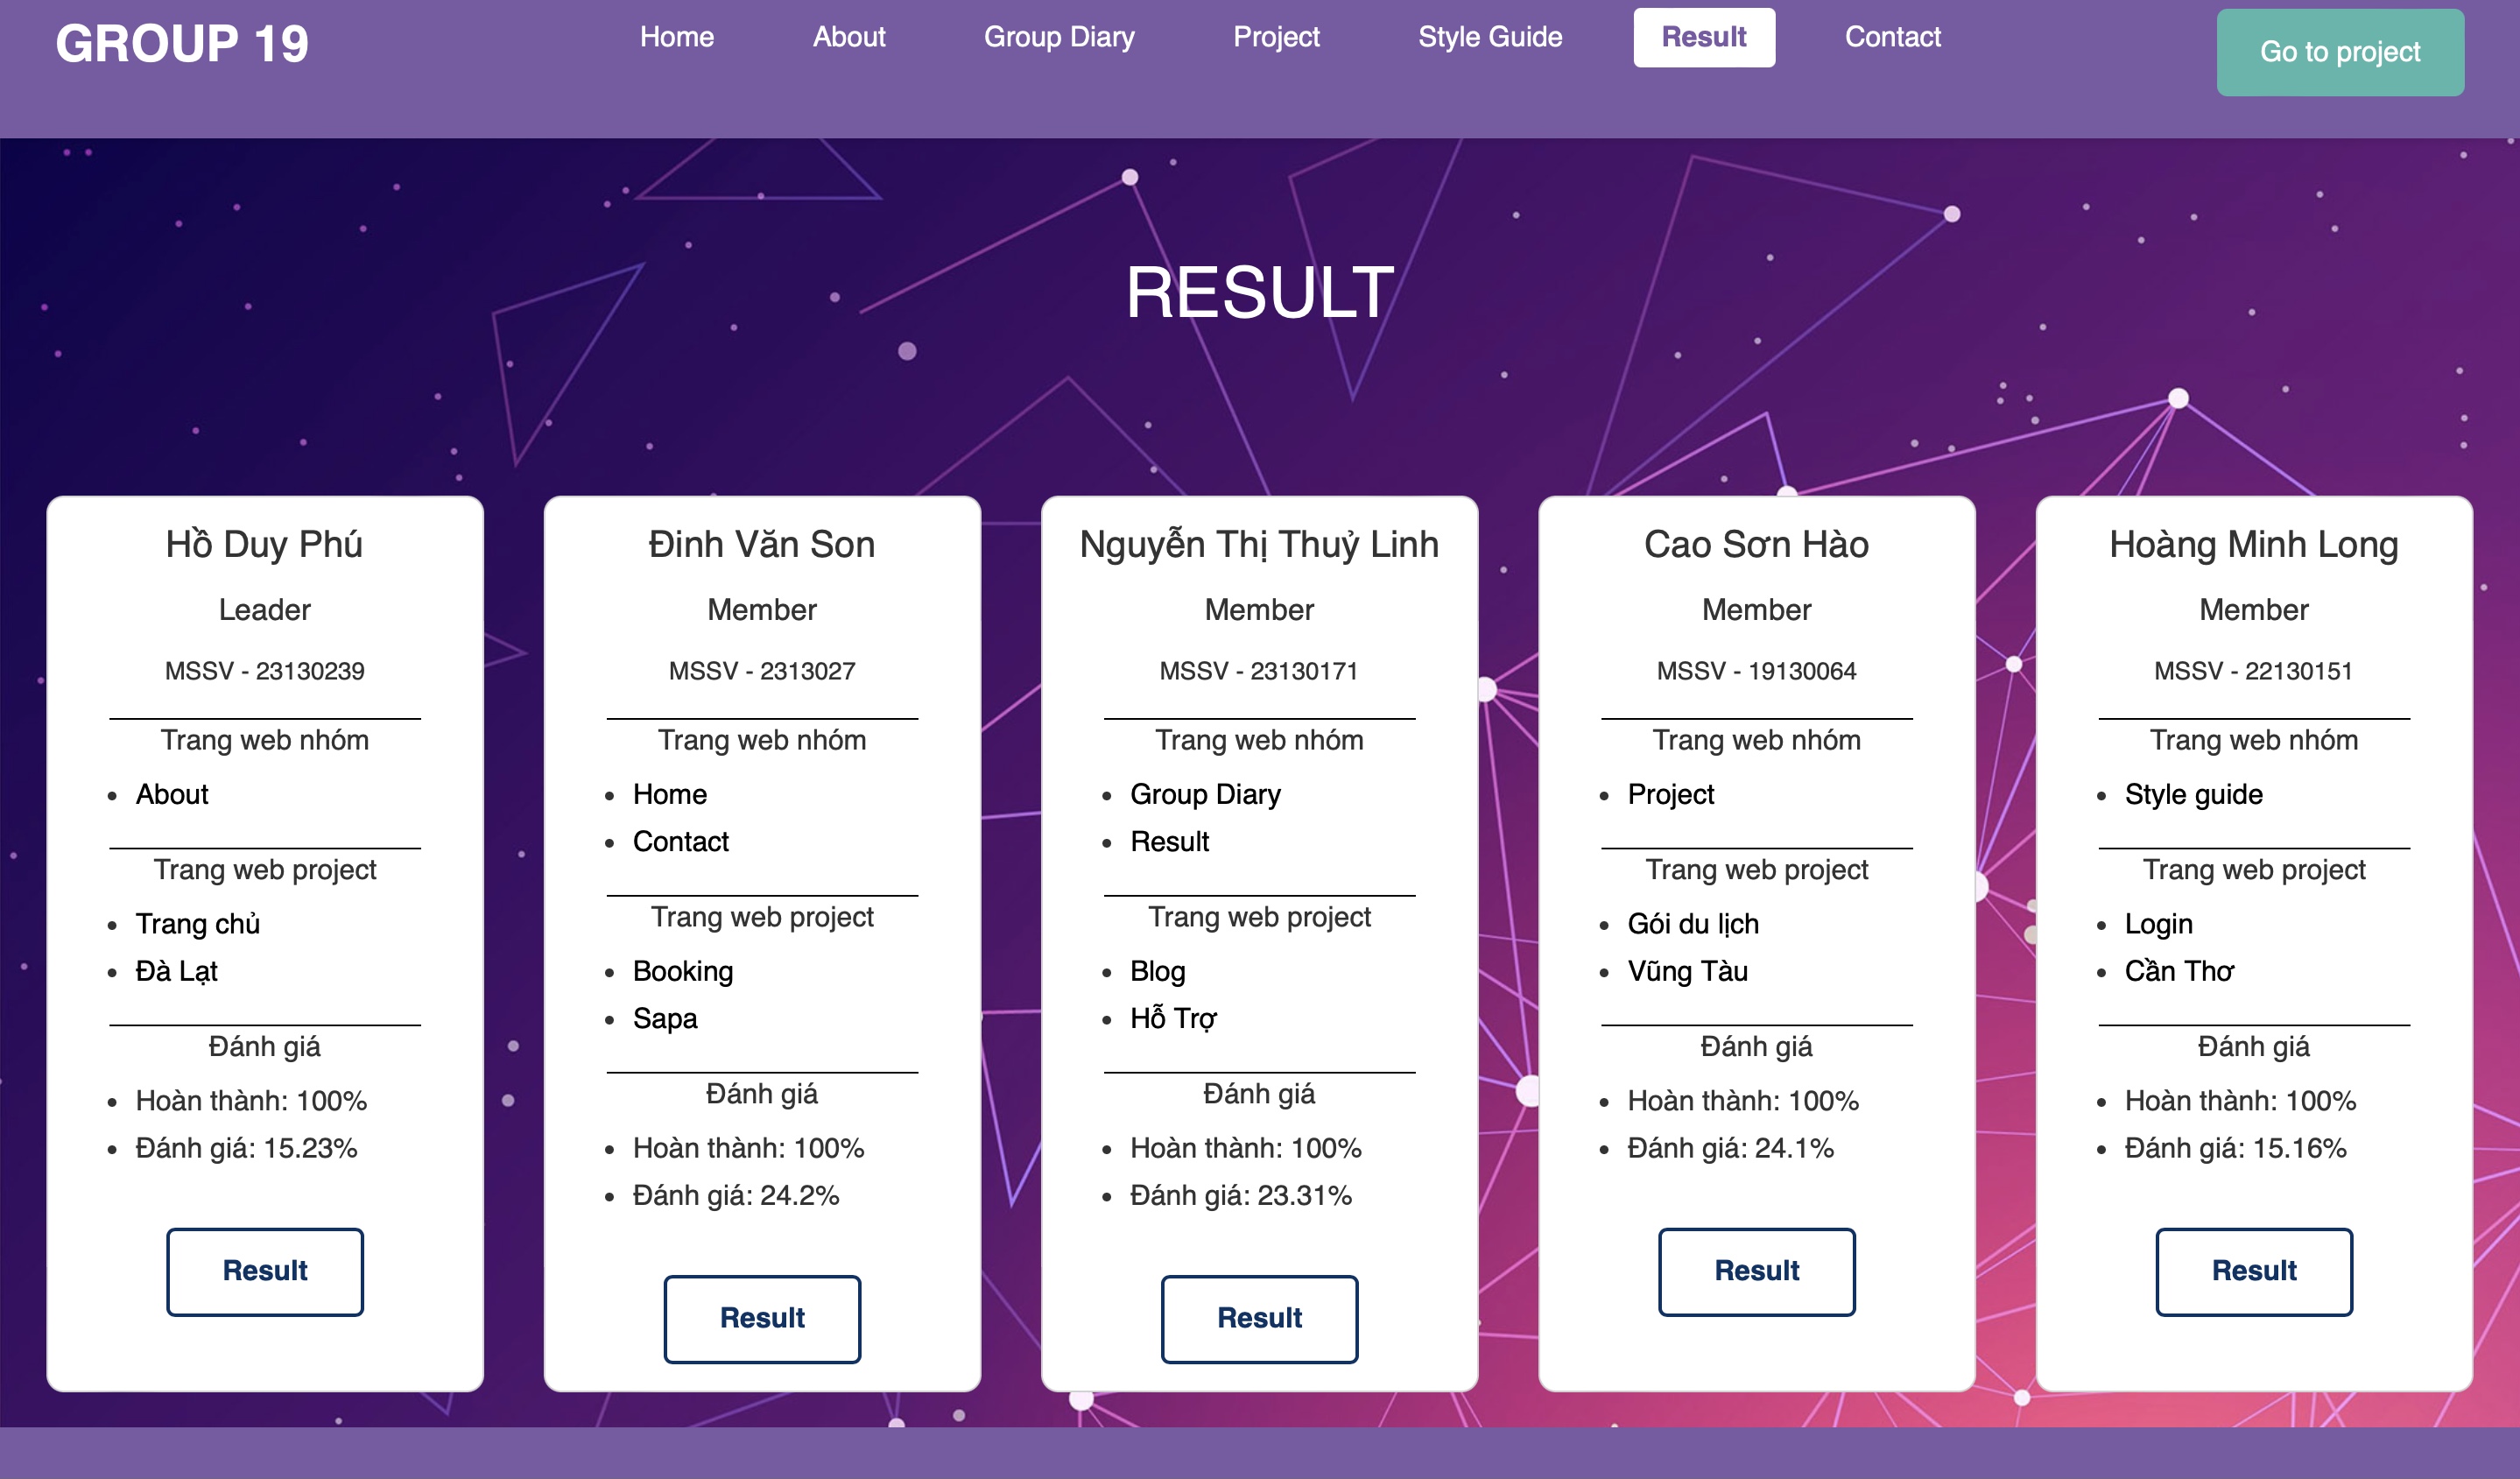 GROUP 19
Home
About
Group Diary
Project
Style Guide
Result
Contact
Go to project
RESULT
Hồ Duy Phú
Leader
MSSV - 23130239
Trang web nhóm
About
Trang web project
Trang chủ
Đà Lạt
Đánh giá
Hoàn thành: 100%
Đánh giá: 15.23%
Result
Đinh Văn Son
Member
MSSV - 2313027
Trang web nhóm
Home
Contact
Trang web project
Booking
Sapa
Đánh giá
Hoàn thành: 100%
Đánh giá: 24.2%
Result
Nguyễn Thị Thuỷ Linh
Member
MSSV - 23130171
Trang web nhóm
Group Diary
Result
Trang web project
Blog
Hỗ Trợ
Đánh giá
Hoàn thành: 100%
Đánh giá: 23.31%
Result
Cao Sơn Hào
Member
MSSV - 19130064
Trang web nhóm
Project
Trang web project
Gói du lịch
Vũng Tàu
Đánh giá
Hoàn thành: 100%
Đánh giá: 24.1%
Result
Hoàng Minh Long
Member
MSSV - 22130151
Trang web nhóm
Style guide
Trang web project
Login
Cần Thơ
Đánh giá
Hoàn thành: 100%
Đánh giá: 15.16%
Result